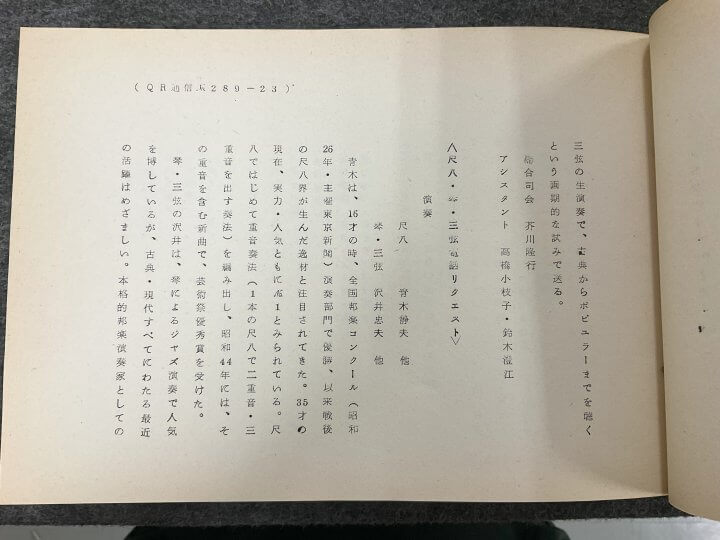 三弦の生演奏で、古典からポピュラーまでを聴く
という画期的な試みで送る。
総合司会　芥川隆行
アシスタント　高橋小枝子・鈴木澄江
〈尺八・琴・三弦電話リクエスト〉
演奏
尺八　青木静夫　他
琴・三弦　沢井忠夫　他
青木は、16才の時、全国邦楽コンクール（昭和
26年・主催東京新聞）演奏部門で優勝、以来戦後
の尺八界が生んだ逸材と注目されてきた。35才の
現在、実力・人気ともに№1とみられている。尺
八ではじめて重音奏法（1本の尺八で二重音・三
重音を出す奏法）を編み出し、昭和44年には、そ
の重音を含む新曲で、芸術祭優秀賞を受けた。
琴・三弦の沢井は、琴によるジャズ演奏で人気
を博しているが、古典・現代すべてにわたる最近
の活躍はめざましい。本格的邦楽演奏家としての
（QR通信№289－23）